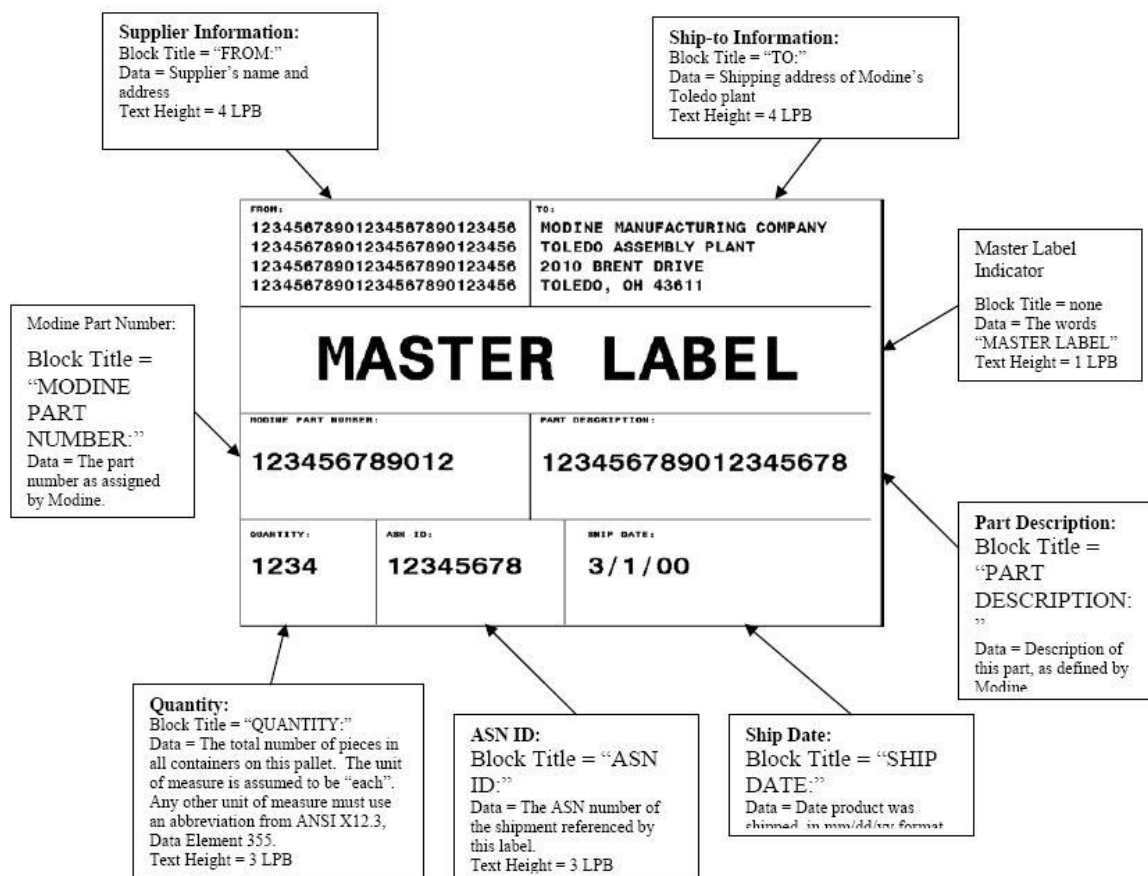 Supplier Information:
Block Title = “FROM:”
Data = Supplier’s name and
address
Text Height = 4 LPB
Ship-to Information:
Block Title = “TO:”
Data = Shipping address of Modine’s
Toledo plant
Text Height = 4 LPB
FROM:
12345678901234567890123456
12345678901234567890123456
12345678901234567890123456
12345678901234567890123456
TO:
MODINE MANUFACTURING COMPANY
TOLEDO ASSEMBLY PLANT
2010 BRENT DRIVE
TOLEDO, OH 43611
Master Label
Indicator
Block Title = none
Data = The words
“MASTER LABEL”
Text Height = 1 LPB
MASTER LABEL
Modine Part Number:
Block Title =
“MODINE
PART
NUMBER:”
Data = The part
number as assigned
by Modine.
MODINE PART NUMBER:
123456789012
PART DESCRIPTION:
123456789012345678
QUANTITY:
1234
ASN ID:
12345678
SHIP DATE:
3/1/00
Part Description:
Block Title =
“PART
DESCRIPTION:
”
Data = Description of
this part, as defined by
Modine
Quantity:
Block Title = “QUANTITY:”
Data = The total number of pieces in
all containers on this pallet. The unit
of measure is assumed to be “each”.
Any other unit of measure must use
an abbreviation from ANSI X12.3,
Data Element 355.
Text Height = 3 LPB
ASN ID:
Block Title = “ASN
ID:”
Data = The ASN number of
the shipment referenced by
this label.
Text Height = 3 LPB
Ship Date:
Block Title = “SHIP
DATE:”
Data = Date product was
shipped, in mm/dd/yy format